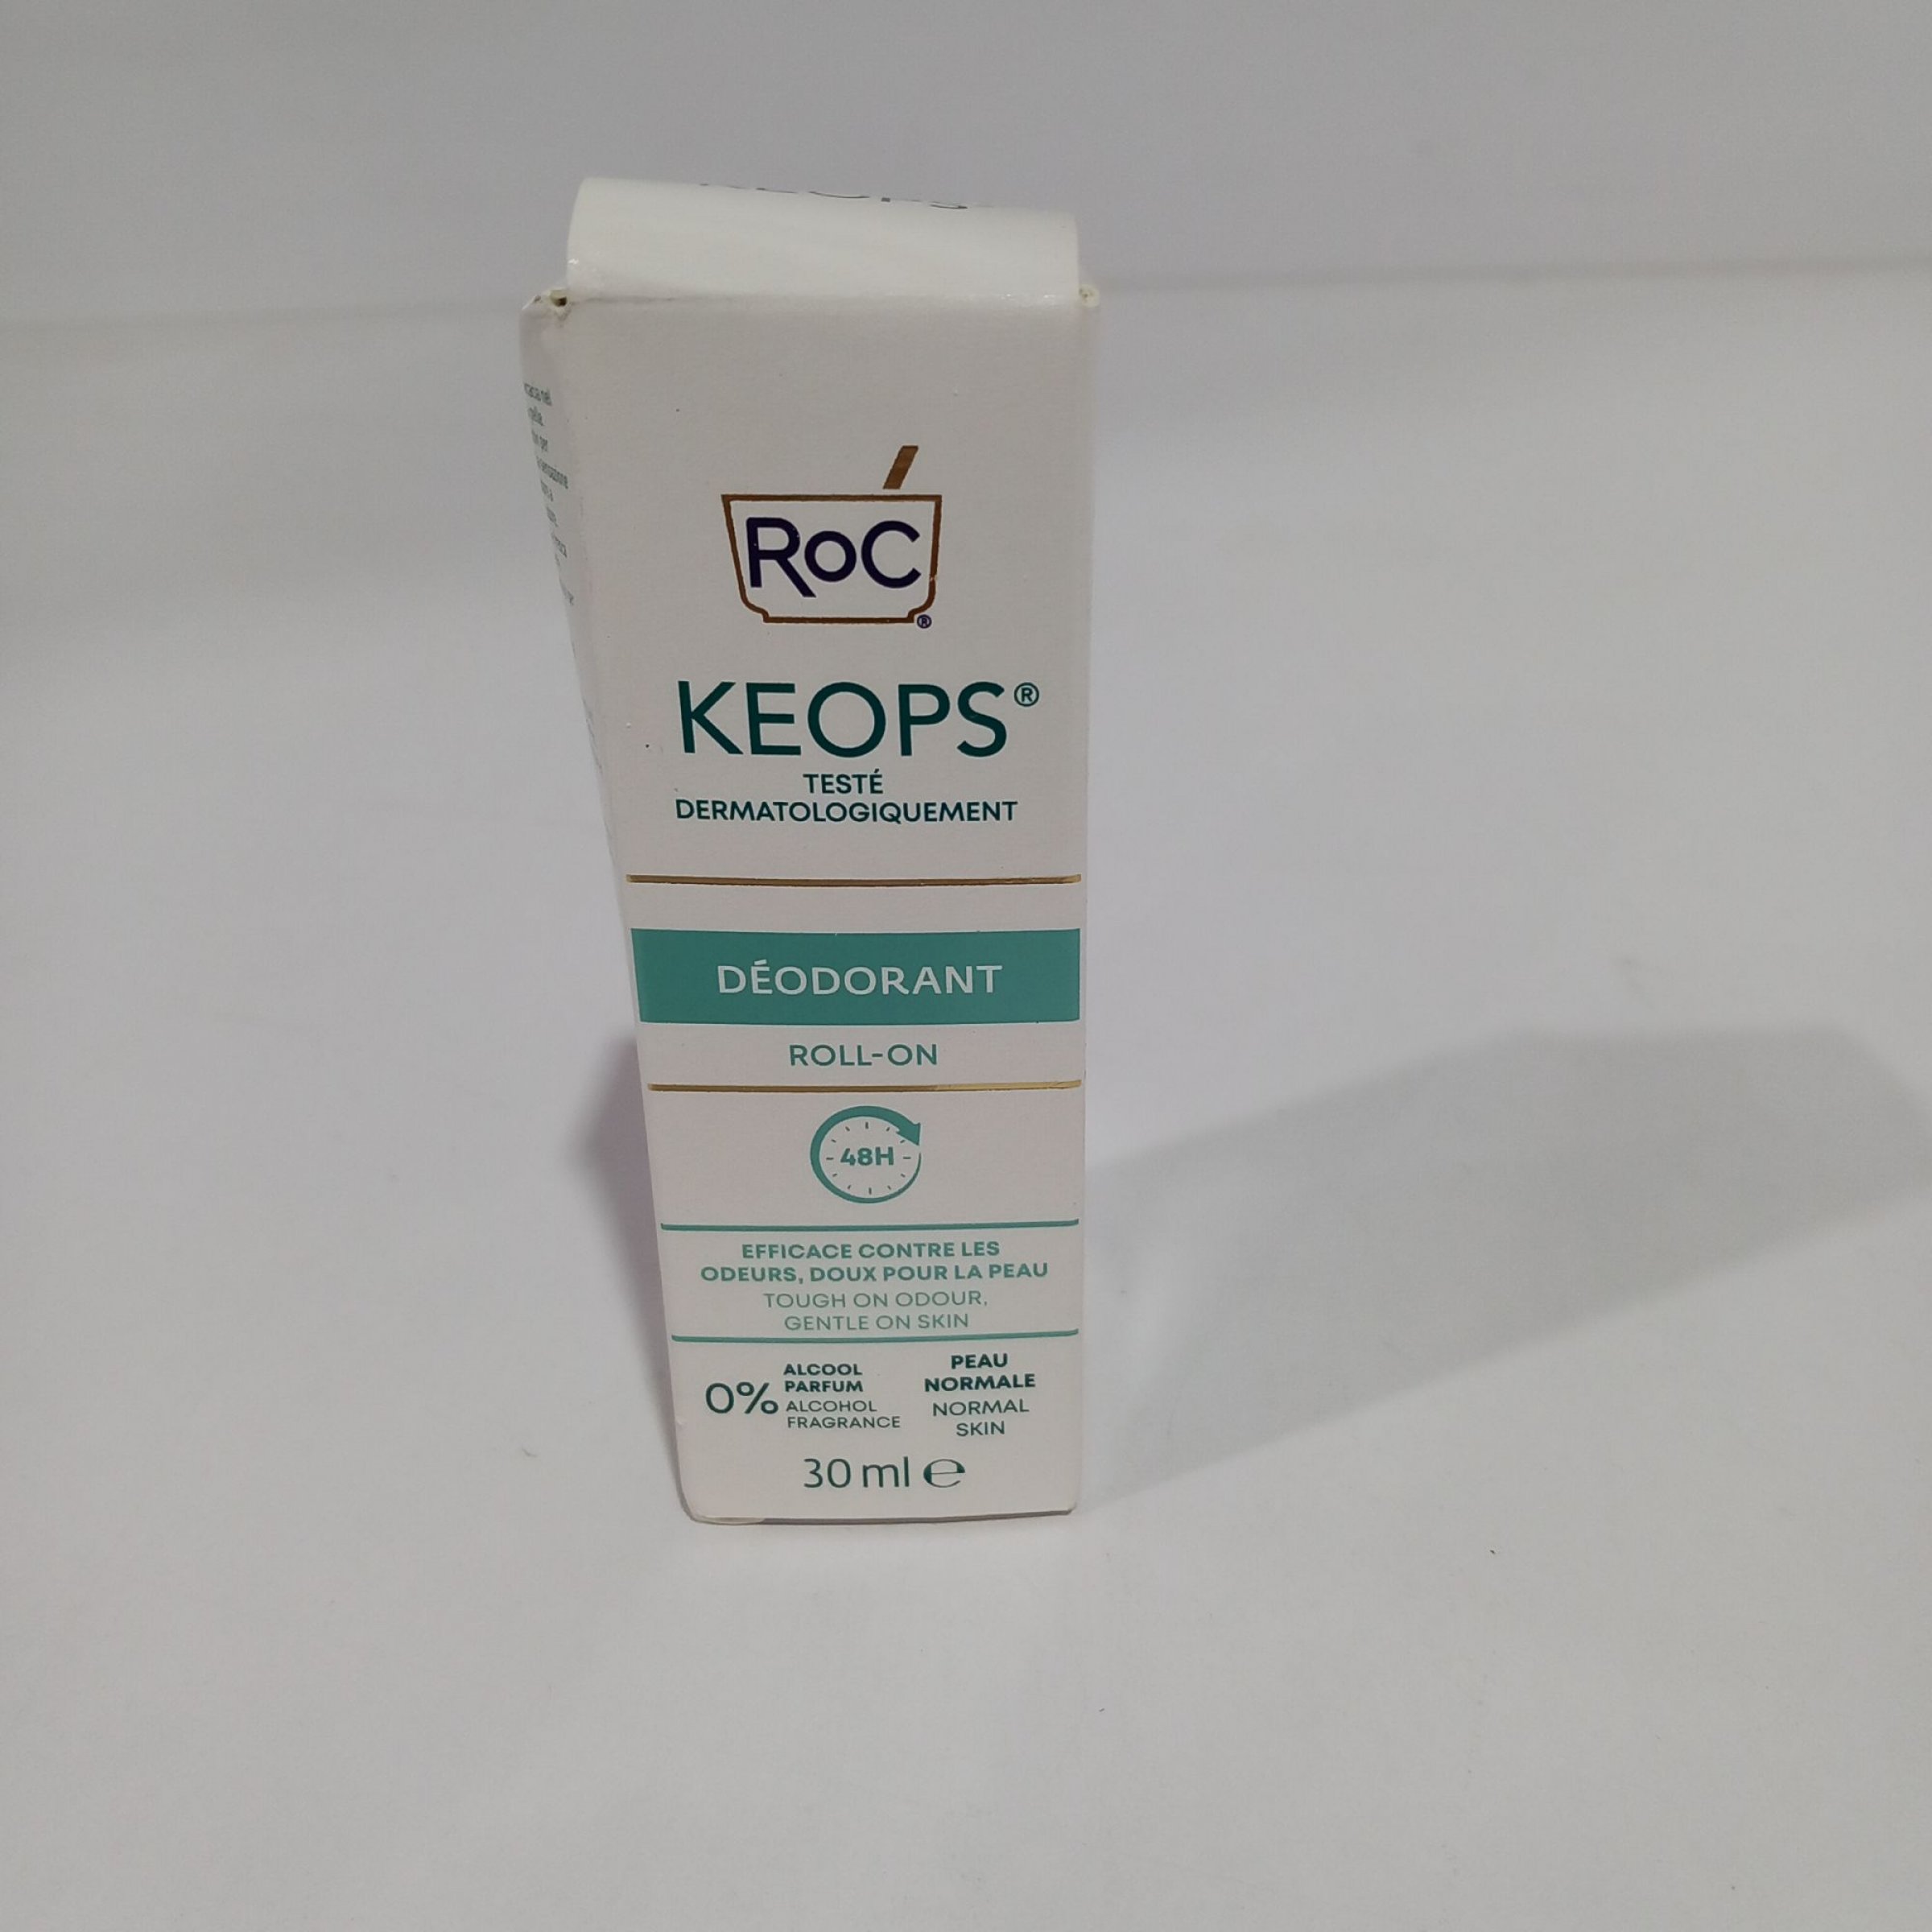 RoC®
KEOPS®
TESTÉ
DERMATOLOGIQUEMENT
DÉODORANT
ROLL-ON
48H
EFFICACE CONTRE LES
ODEURS, DOUX POUR LA PEAU
TOUGH ON ODOUR,
GENTLE ON SKIN
0%
ALCOOL
PARFUM
ALCOHOL
FRAGRANCE
PEAU
NORMALE
NORMAL
SKIN
30 ml ℮